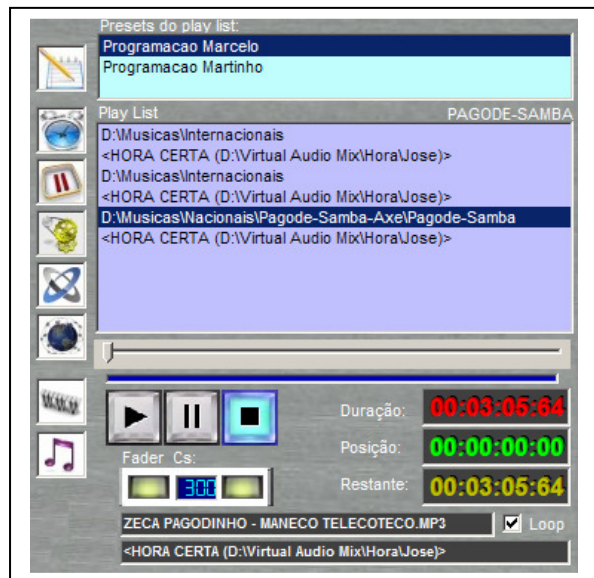 Presets do play list:
Programacao Marcelo
Programacao Martinho
Play List PAGODE-SAMBA
D:\Musicas\Internacionais
<HORA CERTA (D:\Virtual Audio Mix\Hora\Jose)>
D:\Musicas\Internacionais
<HORA CERTA (D:\Virtual Audio Mix\Hora\Jose)>
D:\Musicas\Nacionais\Pagode-Samba-Axe\Pagode-Samba
<HORA CERTA (D:\Virtual Audio Mix\Hora\Jose)>
Duração: 00:03:05:64
Posição: 00:00:00:00
Restante: 00:03:05:64
Fader Cs:
300
ZECA PAGODINHO - MANECO TELECOTECO.MP3 Loop
<HORA CERTA (D:\Virtual Audio Mix\Hora\Jose)>